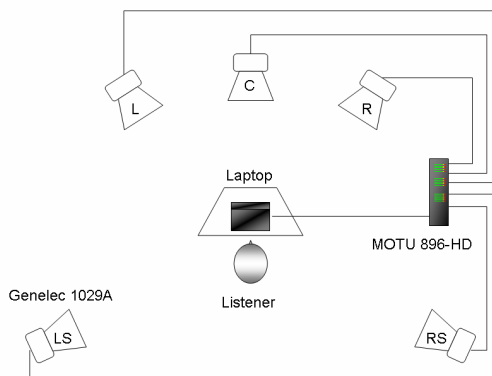 L
C
R
Laptop
MOTU 896-HD
Listener
Genelec 1029A
LS
RS